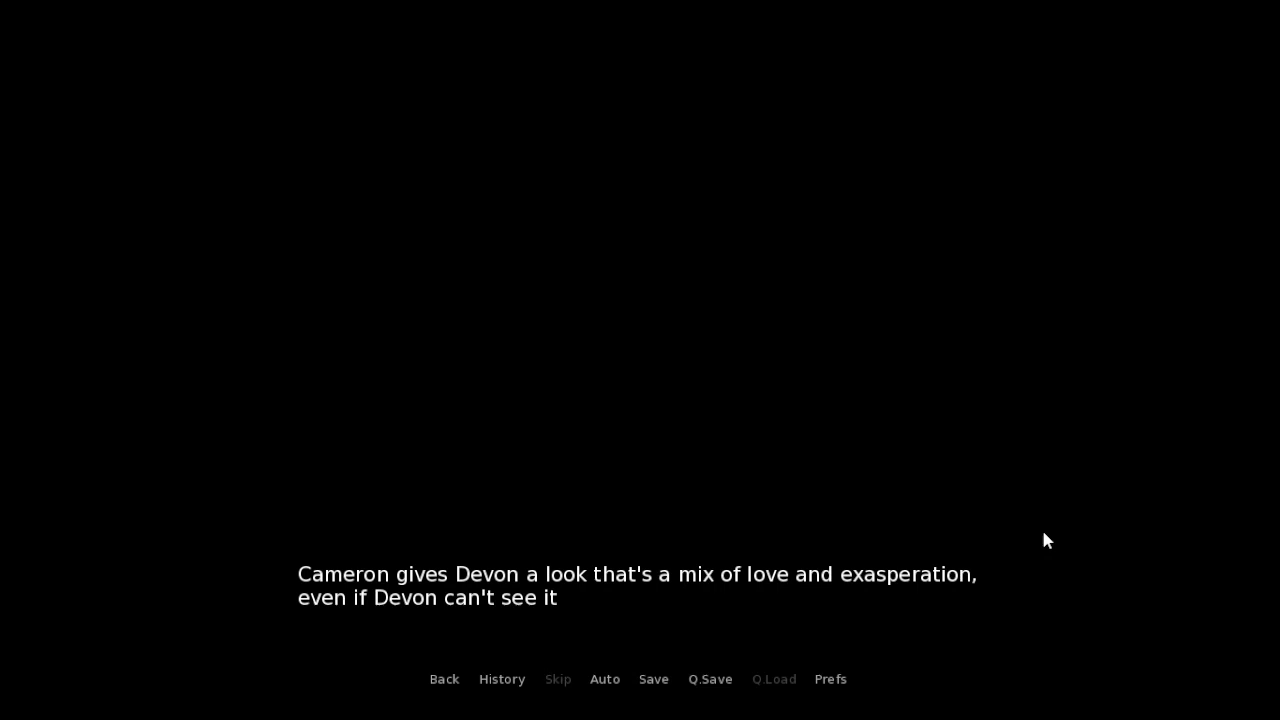 Cameron gives Devon a look that's a mix of love and exasperation,
even if Devon can't see it
Back History Skip Auto Save Q.Save Q.Load Prefs